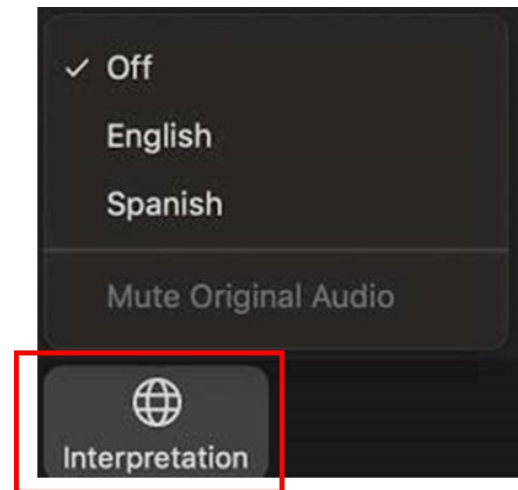 Off
English
Spanish
Mute Original Audio
Interpretation